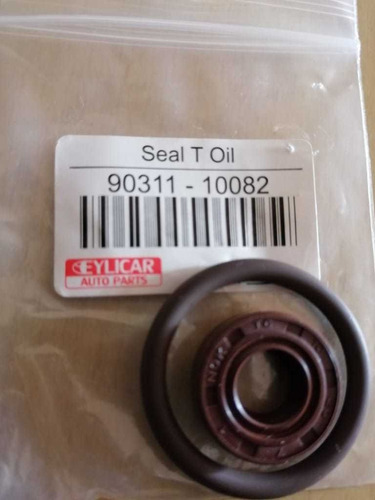 Seal T Oil
90311 - 10082
EYLICAR
AUTO PARTS